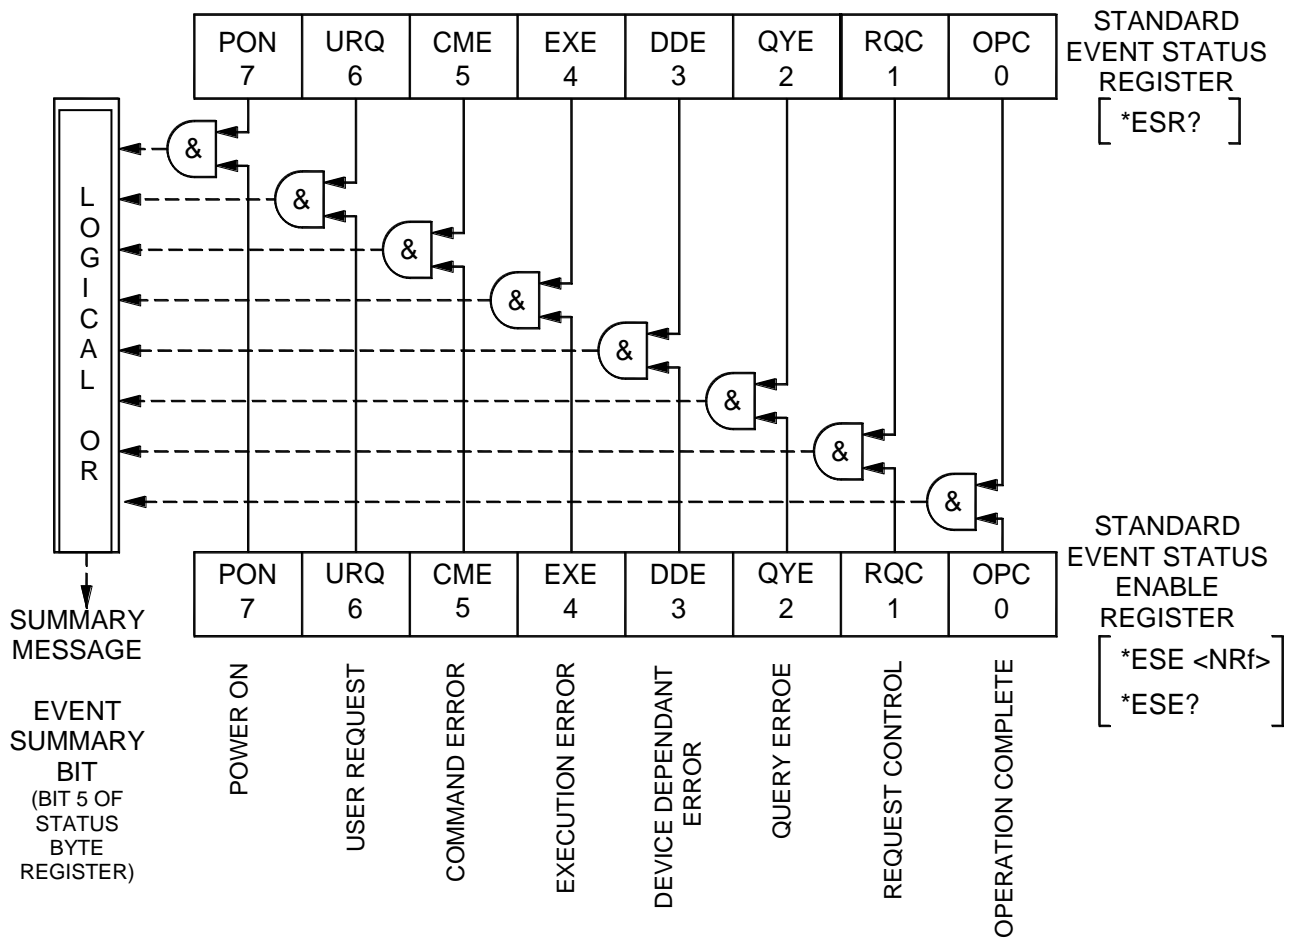 PON URQ CME EXE DDE QYE RQC OPC
7 6 5 4 3 2 1 0
STANDARD
EVENT STATUS
REGISTER
*ESR?
&
&
&
&
&
&
&
&
LOGICAL OR
PON URQ CME EXE DDE QYE RQC OPC
7 6 5 4 3 2 1 0
STANDARD
EVENT STATUS
ENABLE
REGISTER
*ESE <NRf>
*ESE?
SUMMARY
MESSAGE
EVENT
SUMMARY
BIT
(BIT 5 OF
STATUS
BYTE
REGISTER)
POWER ON
USER REQUEST
COMMAND ERROR
EXECUTION ERROR
DEVICE DEPENDANT
ERROR
QUERY ERROE
REQUEST CONTROL
OPERATION COMPLETE